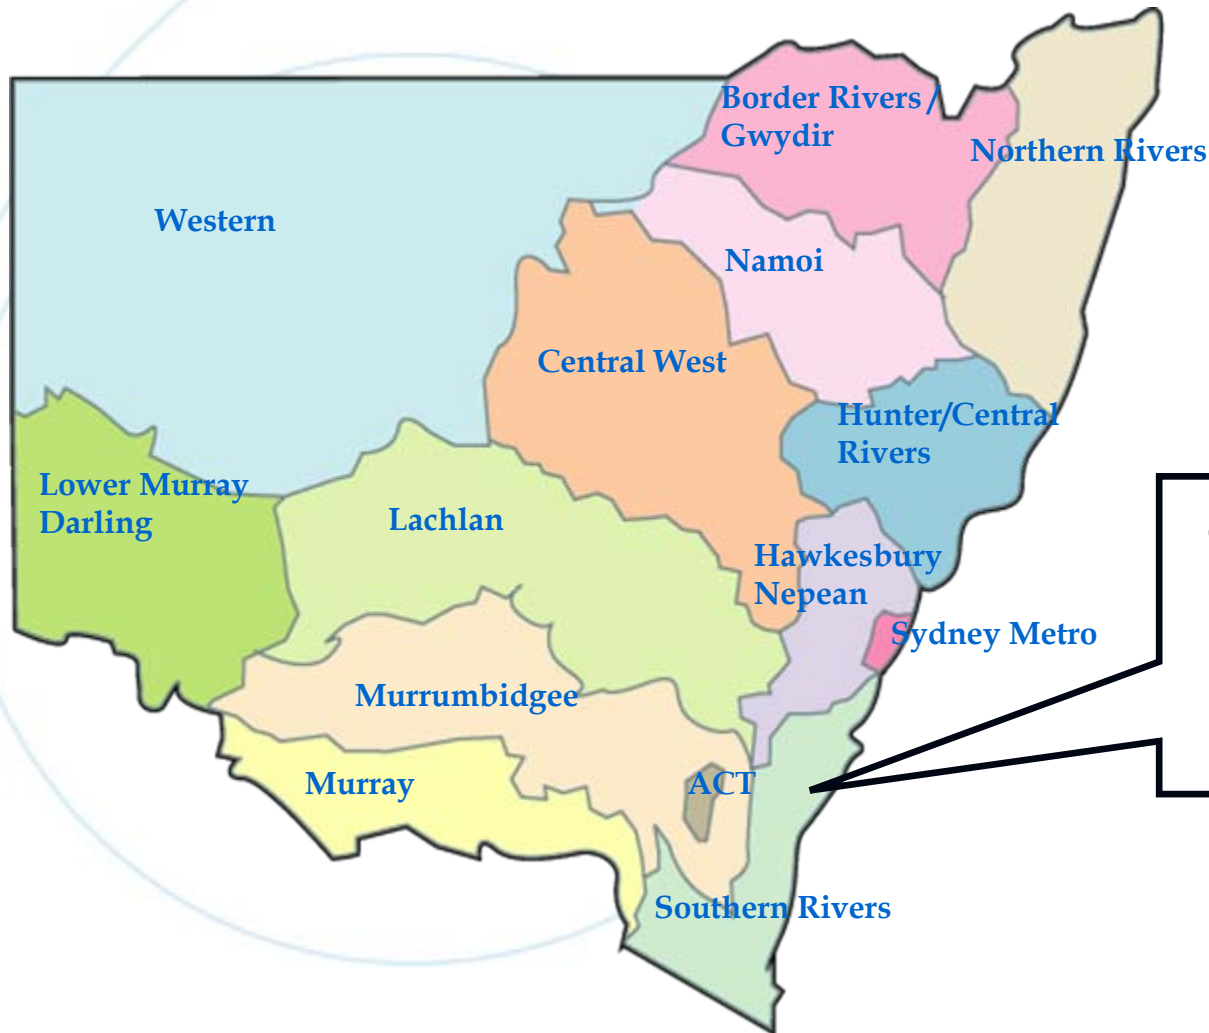 Border Rivers /
Gwydir
Northern Rivers
Western
Namoi
Central West
Hunter/Central
Rivers
Lower Murray
Darling
Lachlan
Hawkesbury
Nepean
Sydney Metro
Murrumbidgee
Murray
ACT
Southern Rivers